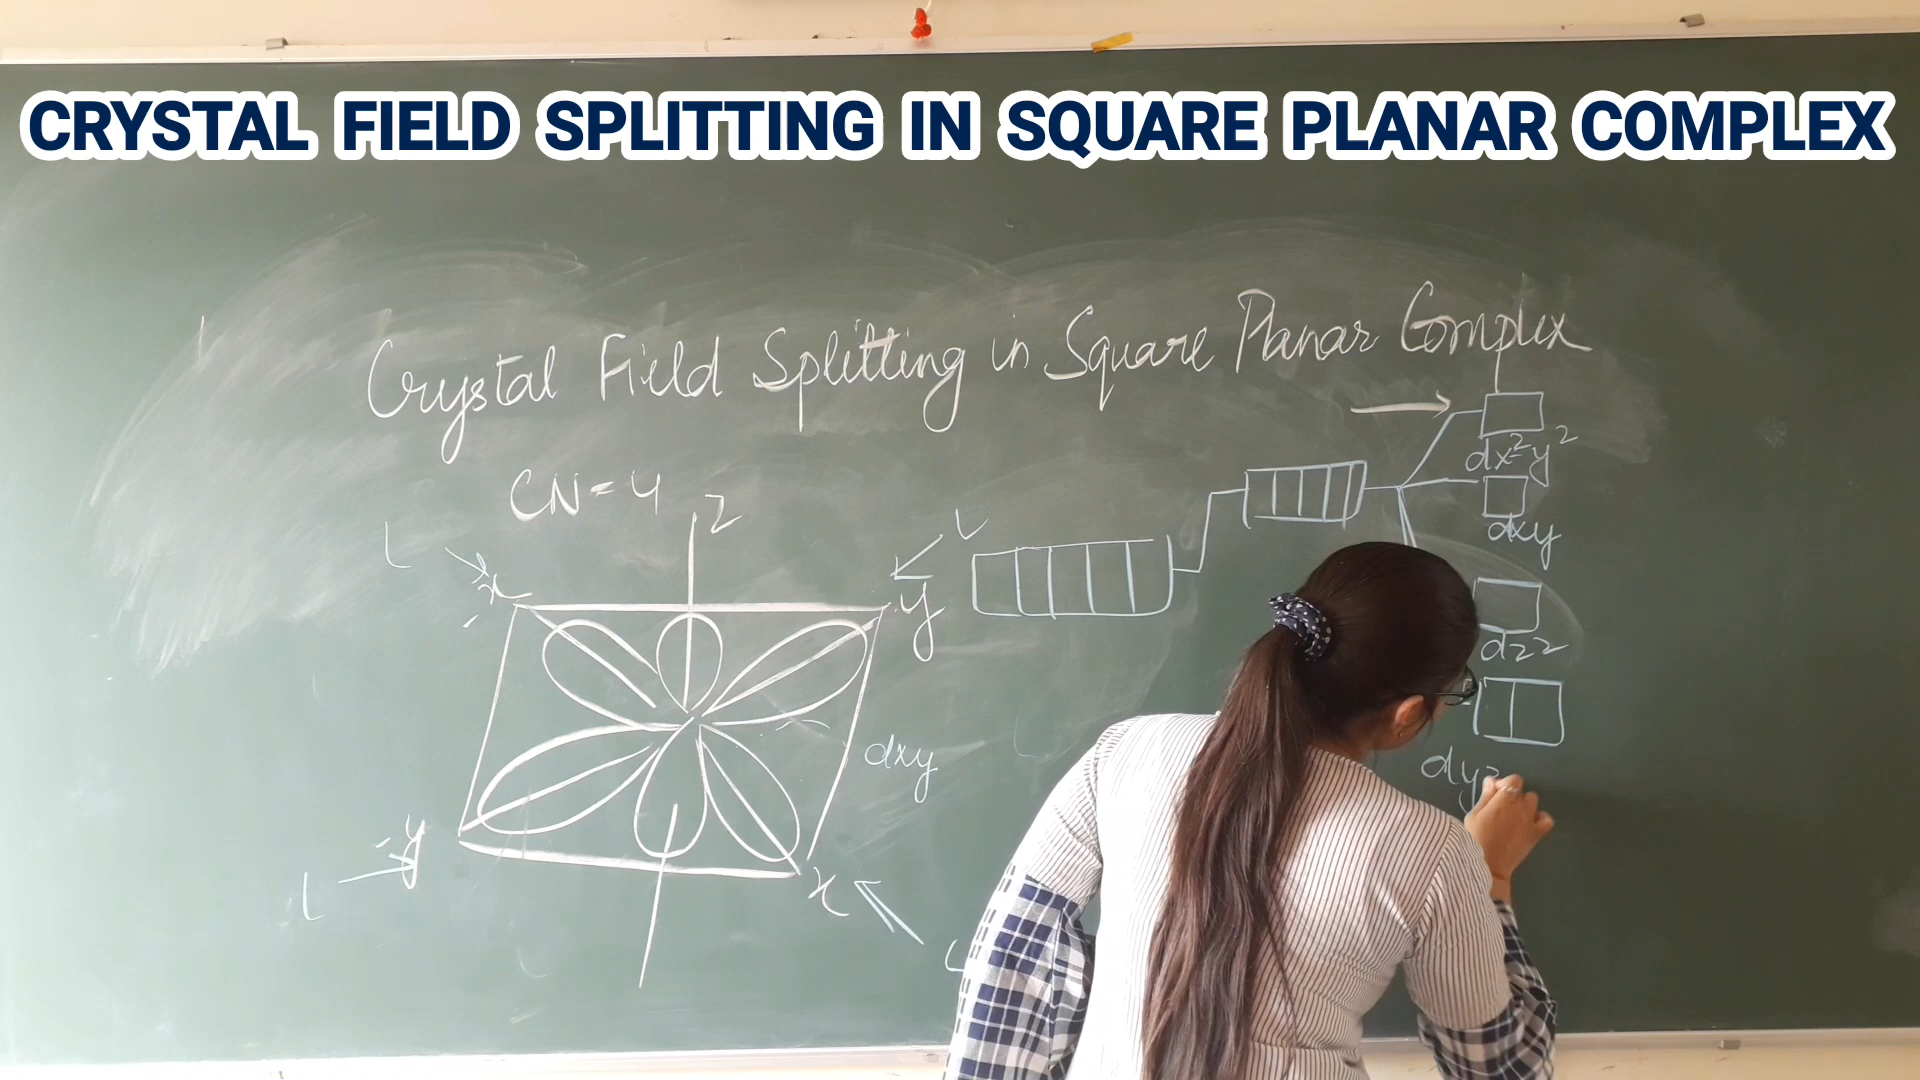 CRYSTAL FIELD SPLITTING IN SQUARE PLANAR COMPLEX
Crystal Field Splitting in Square Planar Complex
CN = 4
z
L
-x
L
y
dx²-y²
dxy
dz2
dyz
dxy
-y
L
x
L